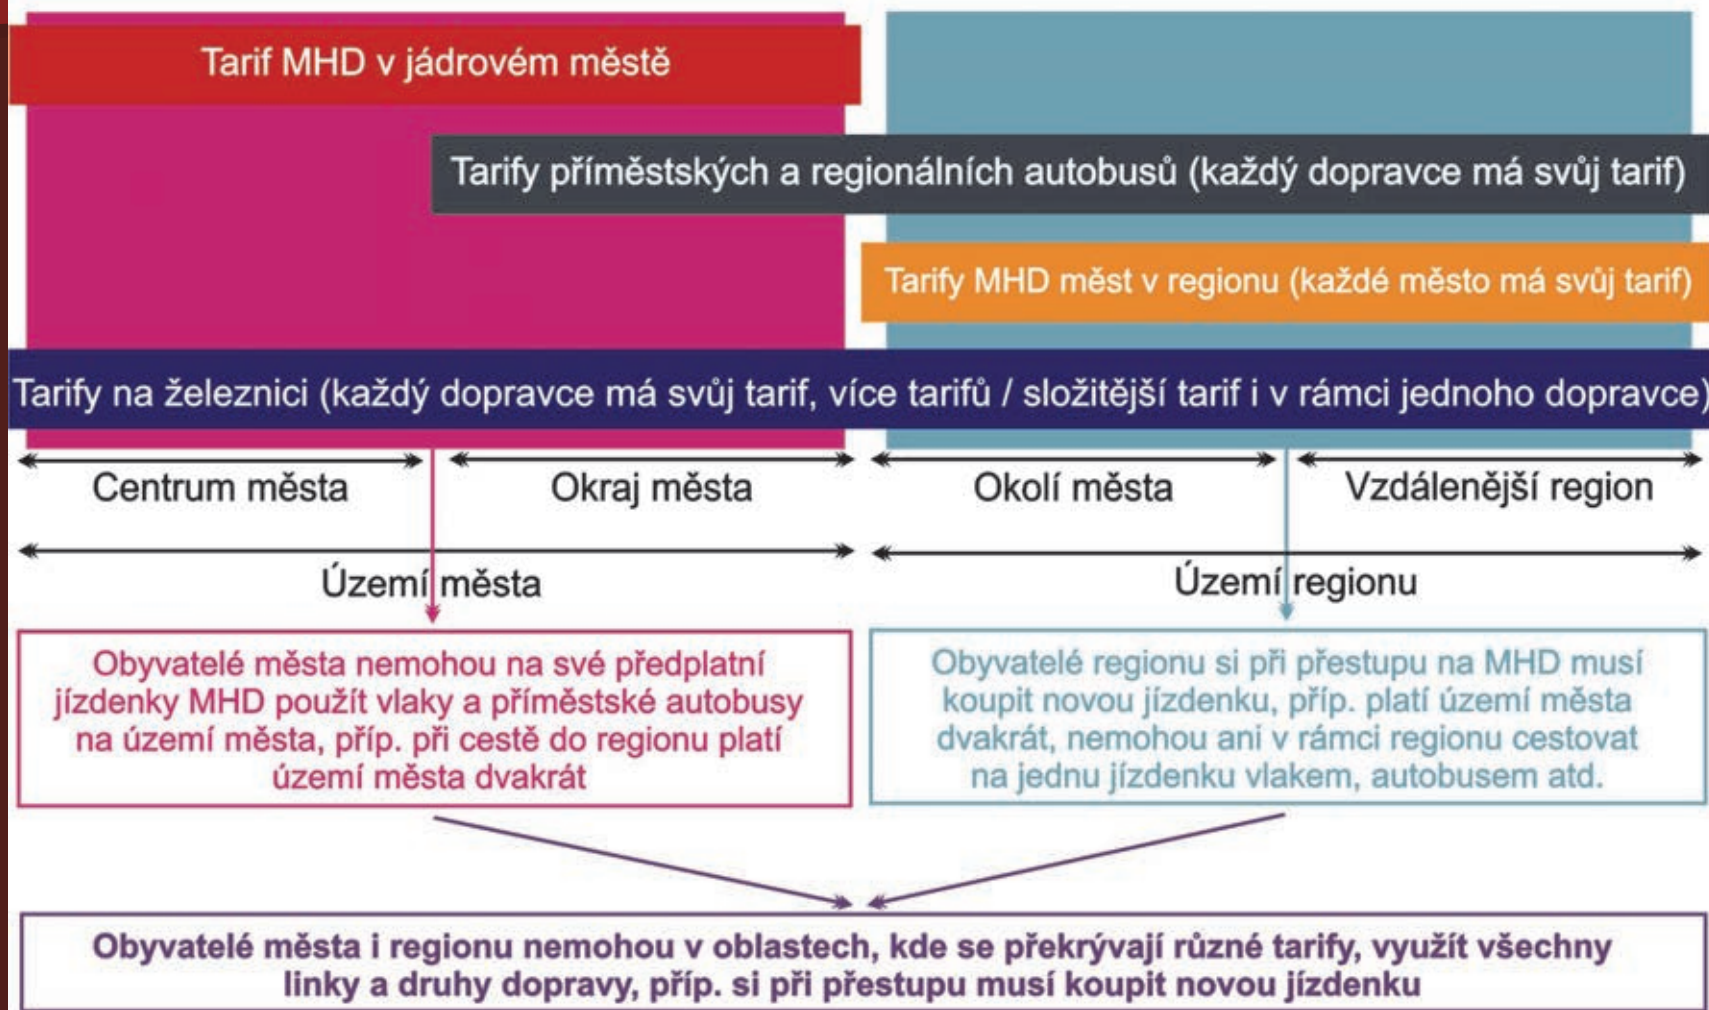 Tarif MHD v jádrovém městě
Tarify příměstských a regionálních autobusů (každý dopravce má svůj tarif)
Tarify MHD měst v regionu (každé město má svůj tarif)
Tarify na železnici (každý dopravce má svůj tarif, více tarifů / složitější tarif i v rámci jednoho dopravce)
Centrum města
Okraj města
Okolí města
Vzdálenější region
Území města
Území regionu
Obyvatelé města nemohou na své předplatní
jízdenky MHD použít vlaky a příměstské autobusy
na území města, příp. při cestě do regionu platí
území města dvakrát
Obyvatelé regionu si při přestupu na MHD musí
koupit novou jízdenku, příp. platí území města
dvakrát, nemohou ani v rámci regionu cestovat
na jednu jízdenku vlakem, autobusem atd.
Obyvatelé města i regionu nemohou v oblastech, kde se překrývají různé tarify, využít všechny
linky a druhy dopravy, příp. si při přestupu musí koupit novou jízdenku